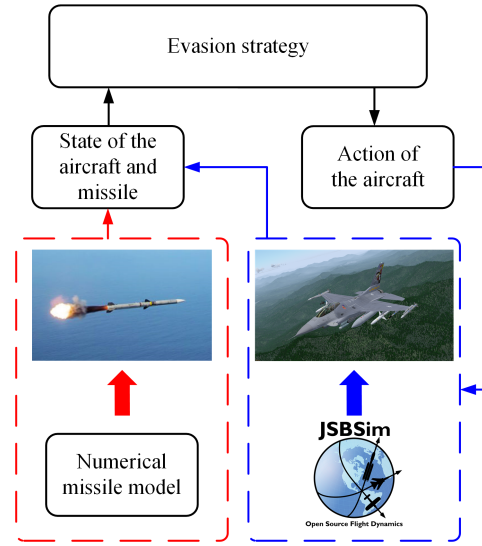 Evasion strategy
State of the
aircraft and
missile
Action of
the aircraft
Numerical
missile model
JSBSim
Open Source Flight Dynamics